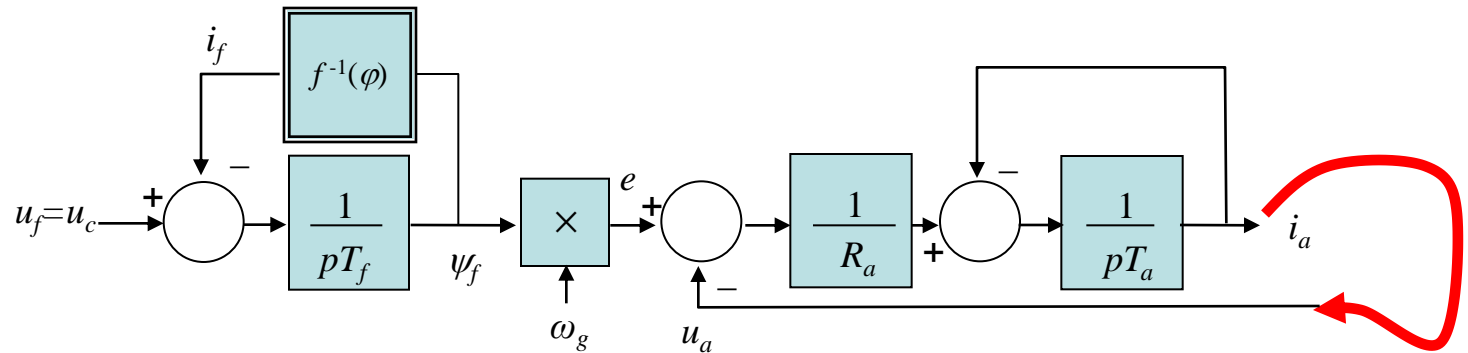 i_f
f⁻¹(φ)
−
−
+
u_f=u_c
1
pT_f
ψ_f
×
ω_g
e
+
−
u_a
1
R_a
+
1
pT_a
i_a